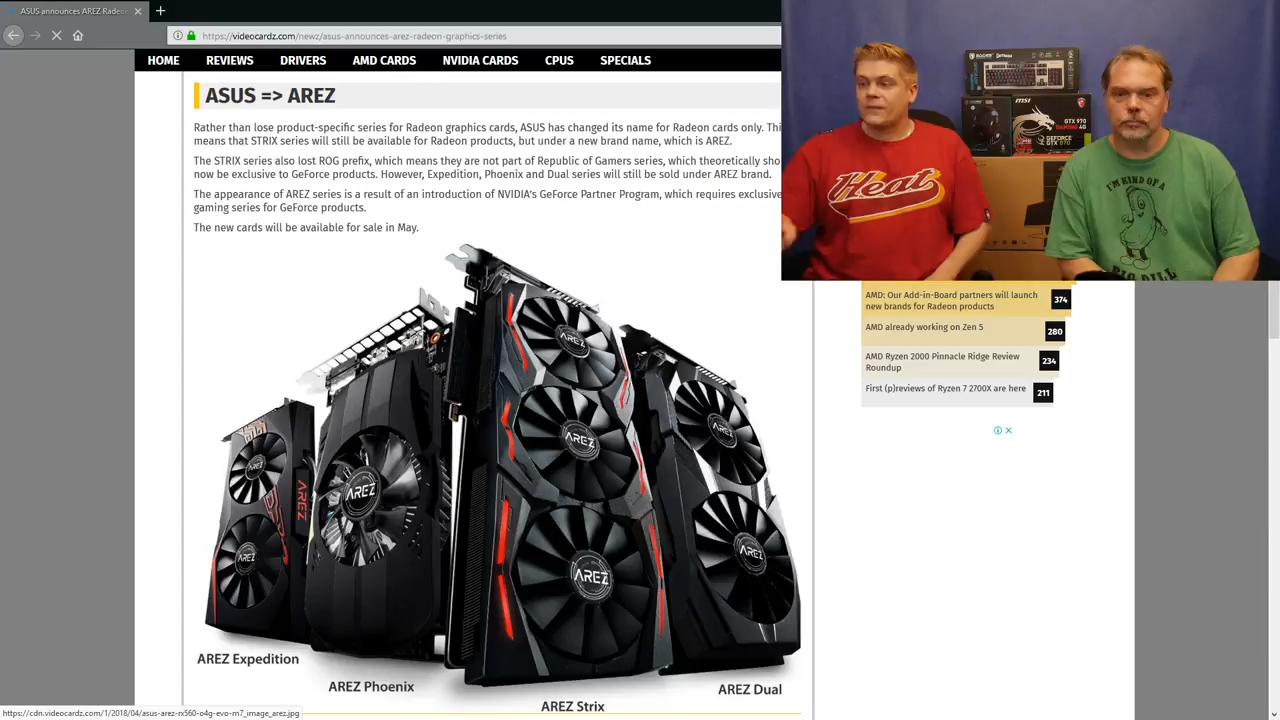 ASUS announces AREZ Radeo
https://videocardz.com/newz/asus-announces-arez-radeon-graphics-series
HOME REVIEWS DRIVERS AMD CARDS NVIDIA CARDS CPUS SPECIALS
ASUS => AREZ
Rather than lose product-specific series for Radeon graphics cards, ASUS has changed its name for Radeon cards only. Thi
means that STRIX series will still be available for Radeon products, but under a new brand name, which is AREZ.
The STRIX series also lost ROG prefix, which means they are not part of Republic of Gamers series, which theoretically sho
now be exclusive to GeForce products. However, Expedition, Phoenix and Dual series will still be sold under AREZ brand.
The appearance of AREZ series is a result of an introduction of NVIDIA's GeForce Partner Program, which requires exclusive
gaming series for GeForce products.
The new cards will be available for sale in May.
AREZ
AREZ
AREZ
AREZ
AREZ
AREZ
AREZ
AREZ
AREZ
AREZ Expedition
AREZ Phoenix
AREZ Strix
AREZ Dual
https://cdn.videocardz.com/1/2018/04/asus-arez-rx560-o4g-evo-m7_image_arez.jpg
msi
GTX 970
GAMING 4G
GEFORCE
GTX 970
Heat
I'M KIND OF A
BIG DILL
AMD: Our Add-in-Board partners will launch
new brands for Radeon products
374
AMD already working on Zen 5
280
AMD Ryzen 2000 Pinnacle Ridge Review
Roundup
234
First (p)reviews of Ryzen 7 2700X are here
211